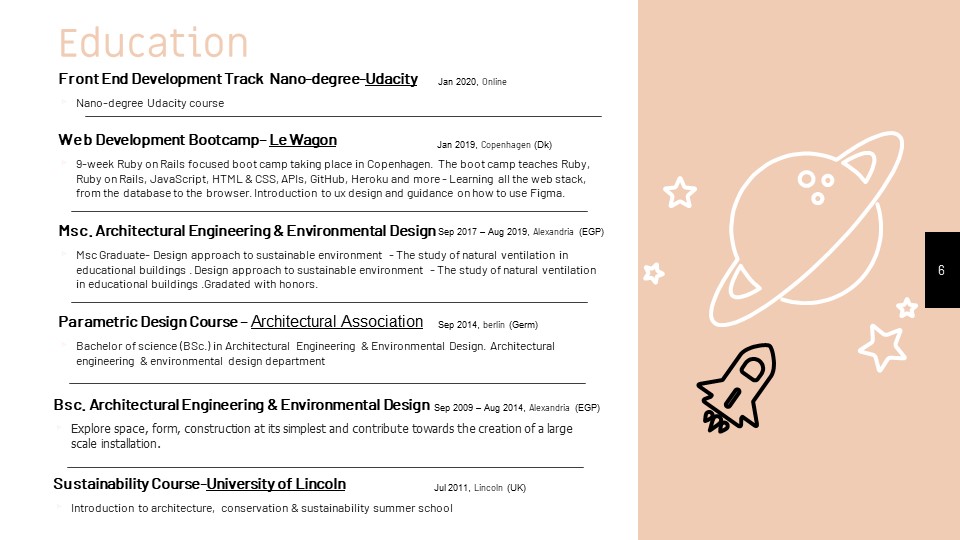 Education
Front End Development Track Nano-degree-Udacity Jan 2020, Online
Nano-degree Udacity course
Web Development Bootcamp- Le Wagon Jan 2019, Copenhagen (Dk)
9-week Ruby on Rails focused boot camp taking place in Copenhagen. The boot camp teaches Ruby,
Ruby on Rails, JavaScript, HTML & CSS, APIs, GitHub, Heroku and more - Learning all the web stack,
from the database to the browser. Introduction to ux design and guidance on how to use Figma.
Msc. Architectural Engineering & Environmental Design Sep 2017 – Aug 2019, Alexandria (EGP)
Msc Graduate- Design approach to sustainable environment - The study of natural ventilation in
educational buildings . Design approach to sustainable environment - The study of natural ventilation
in educational buildings .Gradated with honors.
Parametric Design Course – Architectural Association Sep 2014, berlin (Germ)
Bachelor of science (BSc.) in Architectural Engineering & Environmental Design. Architectural
engineering & environmental design department
Bsc. Architectural Engineering & Environmental Design Sep 2009 – Aug 2014, Alexandria (EGP)
Explore space, form, construction at its simplest and contribute towards the creation of a large
scale installation.
Sustainability Course-University of Lincoln Jul 2011, Lincoln (UK)
Introduction to architecture, conservation & sustainability summer school
6